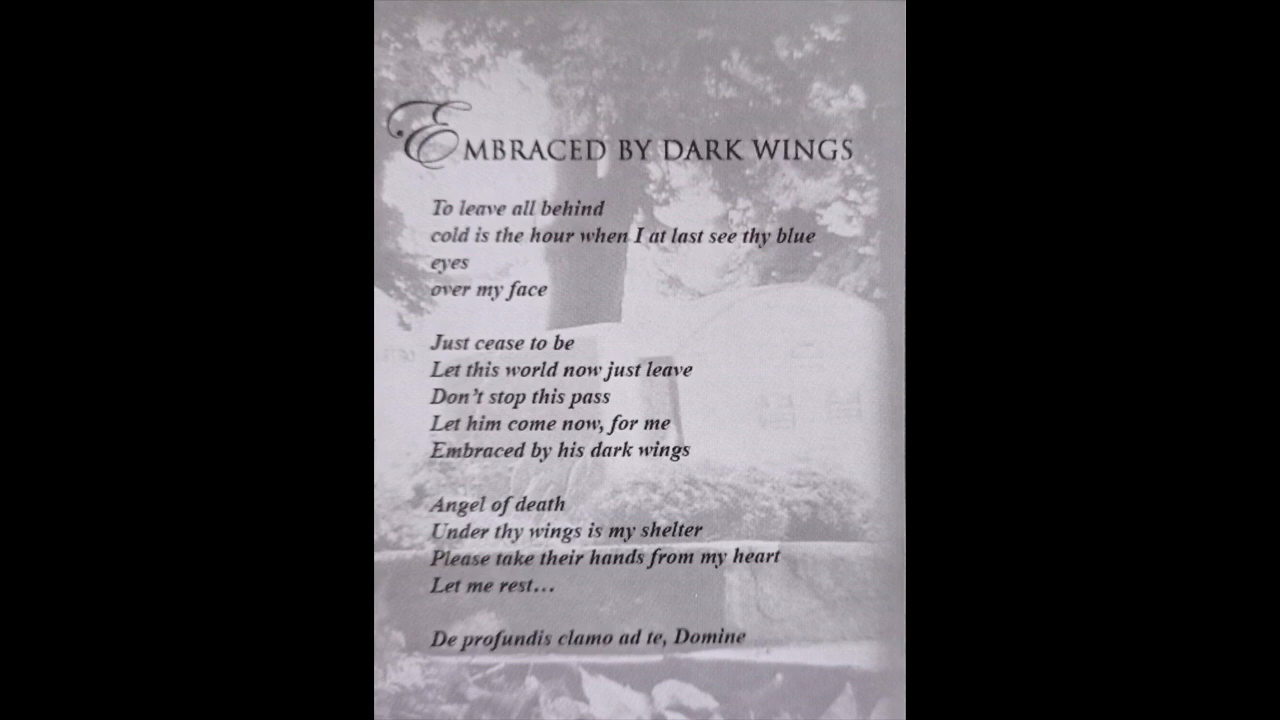 EMBRACED BY DARK WINGS
To leave all behind
cold is the hour when I at last see thy blue
eyes
over my face
Just cease to be
Let this world now just leave
Don't stop this pass
Let him come now, for me
Embraced by his dark wings
Angel of death
Under thy wings is my shelter
Please take their hands from my heart
Let me rest...
De profundis clamo ad te, Domine